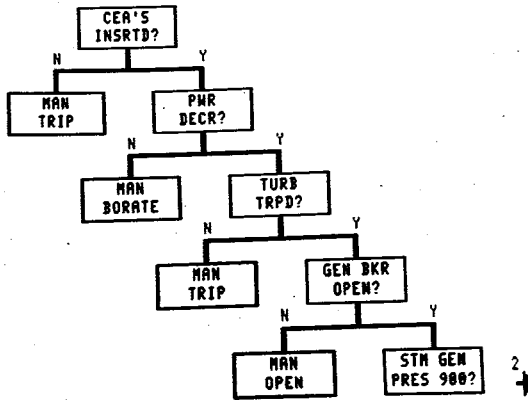 CEA'S
INSRTD?
N
Y
MAN
TRIP
PWR
DECR?
N
Y
MAN
BORATE
TURB
TRPD?
N
Y
MAN
TRIP
GEN BKR
OPEN?
N
Y
MAN
OPEN
STM GEN
PRES 900?
2